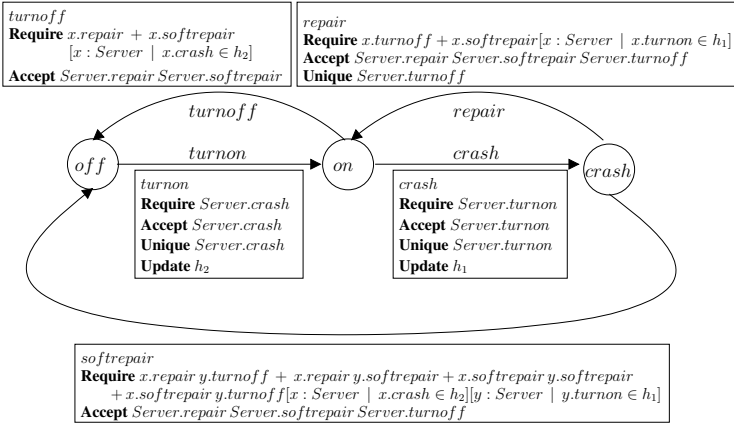 turnoff
Require x.repair + x.softrepair
[x : Server | x.crash ∈ h₂]
Accept Server.repair Server.softrepair
repair
Require x.turnoff + x.softrepair[x : Server | x.turnon ∈ h₁]
Accept Server.repair Server.softrepair Server.turnoff
Unique Server.turnoff
turnoff
repair
off
turnon
on
crash
crash
turnon
Require Server.crash
Accept Server.crash
Unique Server.crash
Update h₂
crash
Require Server.turnon
Accept Server.turnon
Unique Server.turnon
Update h₁
softrepair
Require x.repair y.turnoff + x.repair y.softrepair + x.softrepair y.softrepair
+ x.softrepair y.turnoff[x : Server | x.crash ∈ h₂][y : Server | y.turnon ∈ h₁]
Accept Server.repair Server.softrepair Server.turnoff